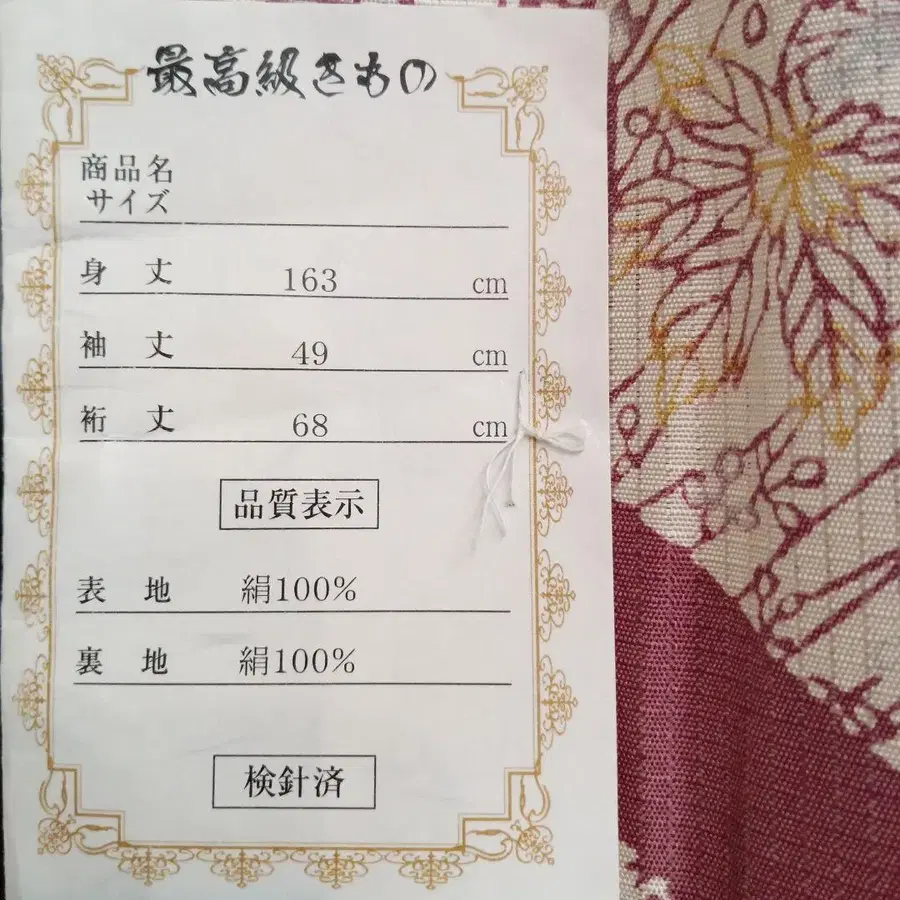 最高級きもの
商品名
サイズ
身丈 163 cm
袖丈 49 cm
裄丈 68 cm
品質表示
表地 絹100%
裏地 絹100%
検針済